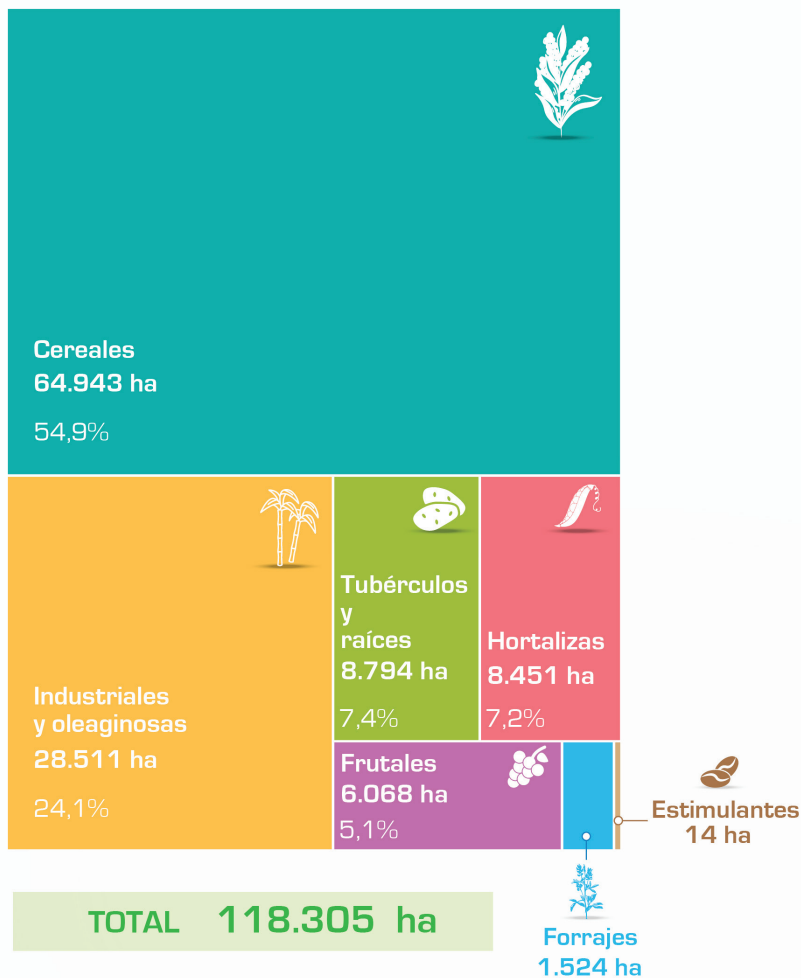 Cereales
64.943 ha
54,9%
Industriales
y oleaginosas
28.511 ha
24,1%
Tubérculos
y
raíces
8.794 ha
7,4%
Hortalizas
8.451 ha
7,2%
Frutales
6.068 ha
5,1%
Estimulantes
14 ha
Forrajes
1.524 ha
TOTAL 118.305 ha